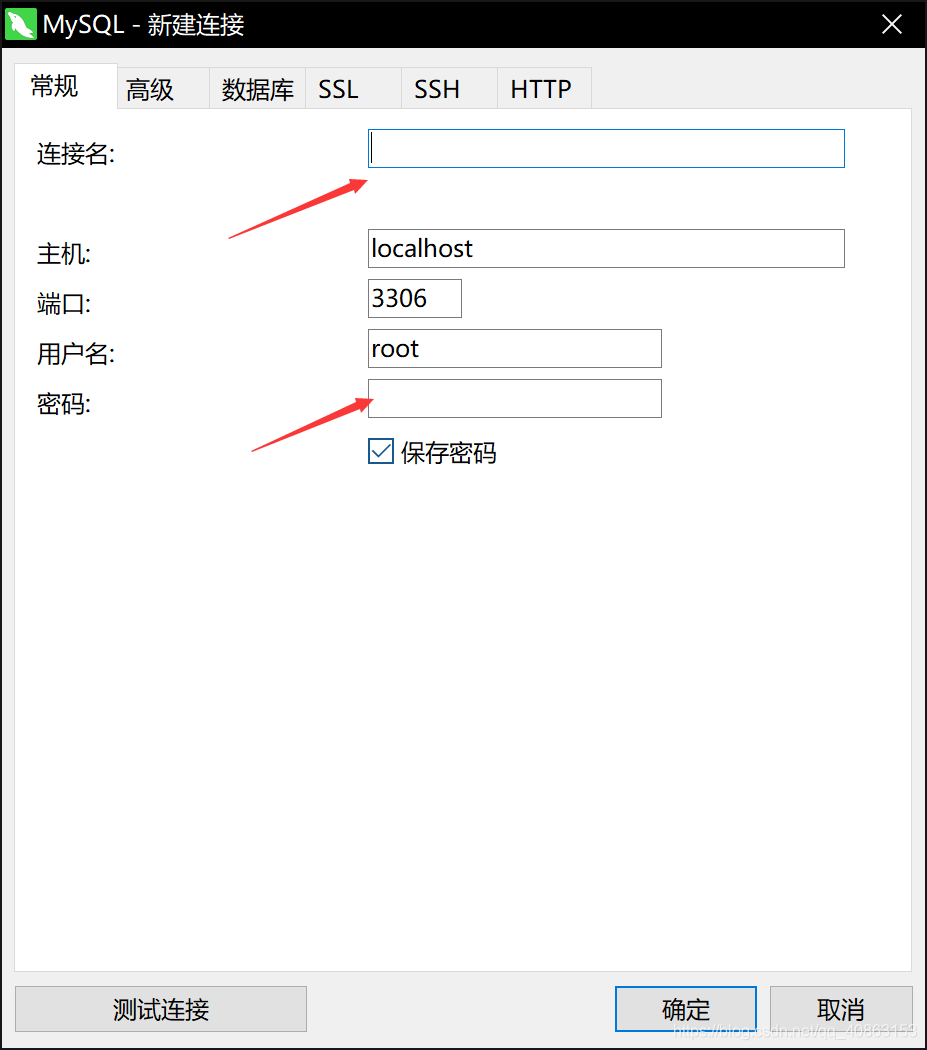 MySQL - 新建连接
常规 高级 数据库 SSL SSH HTTP
连接名:
主机: localhost
端口: 3306
用户名: root
密码:
保存密码
测试连接 确定 取消
https://blog.csdn.net/qq_40863153